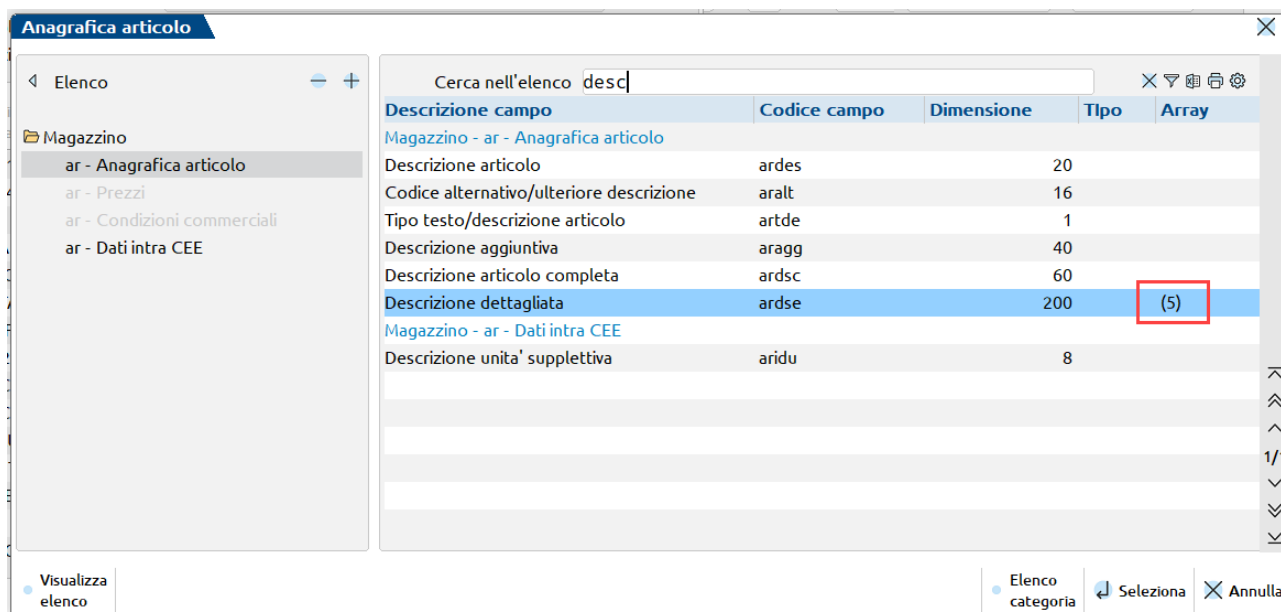 Anagrafica articolo
Elenco
Cerca nell'elenco desc
Descrizione campo Codice campo Dimensione TIpo Array
Magazzino
Magazzino - ar - Anagrafica articolo
ar - Anagrafica articolo
Descrizione articolo ardes 20
ar - Prezzi
Codice alternativo/ulteriore descrizione aralt 16
ar - Condizioni commerciali
Tipo testo/descrizione articolo artde 1
ar - Dati intra CEE
Descrizione aggiuntiva aragg 40
Descrizione articolo completa ardsc 60
Descrizione dettagliata ardse 200 (5)
Magazzino - ar - Dati intra CEE
Descrizione unita' supplettiva aridu 8
Visualizza elenco
Elenco categoria
Seleziona
Annulla